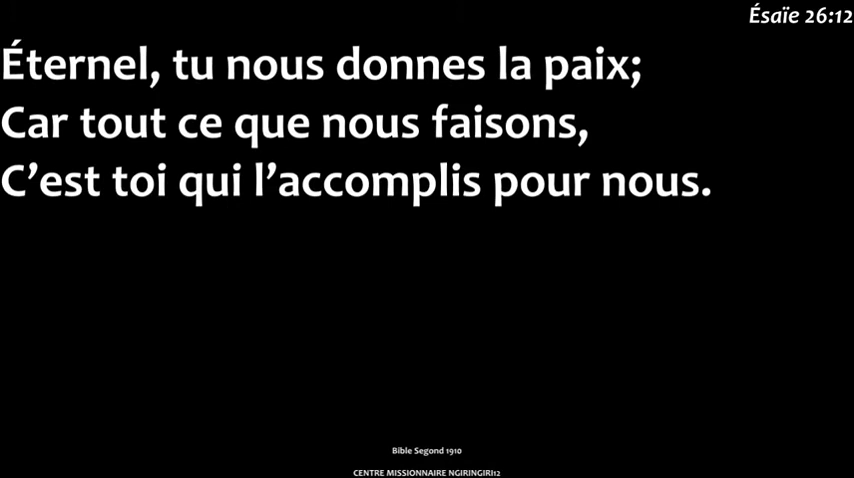 Ésaïe 26:12
Éternel, tu nous donnes la paix;
Car tout ce que nous faisons,
C’est toi qui l’accomplis pour nous.
Bible Segond 1910
CENTRE MISSIONNAIRE NGIRINGIRI12